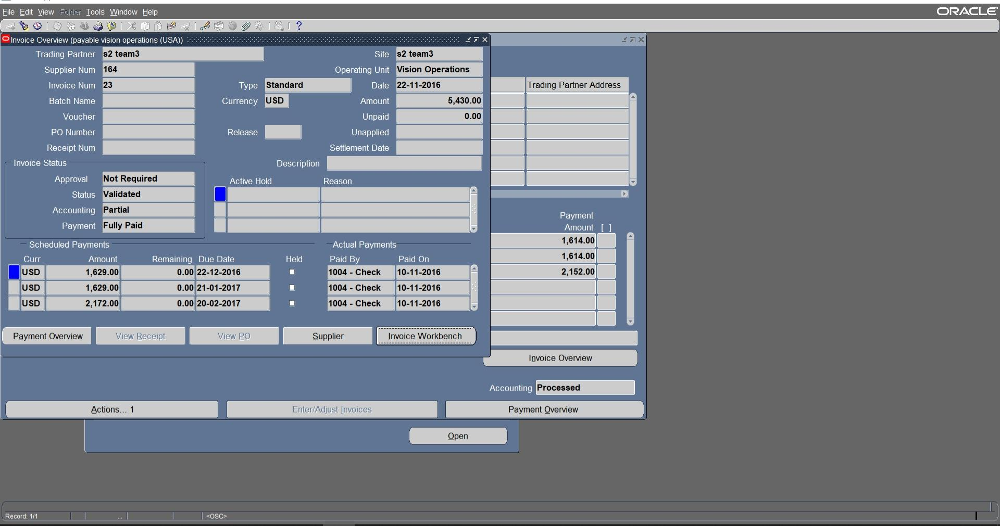 File Edit View Folder Tools Window Help
ORACLE
Invoice Overview (payable vision operations (USA))
Trading Partner s2 team3 Site s2 team3
Supplier Num 164 Operating Unit Vision Operations
Invoice Num 23 Type Standard Date 22-11-2016 Trading Partner Address
Batch Name Currency USD Amount 5,430.00
Voucher Unpaid 0.00
PO Number Release Unapplied
Receipt Num Settlement Date
Invoice Status Description
Approval Not Required Active Hold Reason
Status Validated
Accounting Partial
Payment Fully Paid
Payment
Amount [ ]
1,614.00
1,614.00
2,152.00
Scheduled Payments Actual Payments
Curr Amount Remaining Due Date Held Paid By Paid On
USD 1,629.00 0.00 22-12-2016 1004 - Check 10-11-2016
USD 1,629.00 0.00 21-01-2017 1004 - Check 10-11-2016
USD 2,172.00 0.00 20-02-2017 1004 - Check 10-11-2016
Payment Overview View Receipt View PO Supplier Invoice Workbench
Invoice Overview
Accounting Processed
Actions... 1 Enter/Adjust Invoices Payment Overview
Open
Record: 1/1 ... <OSC>